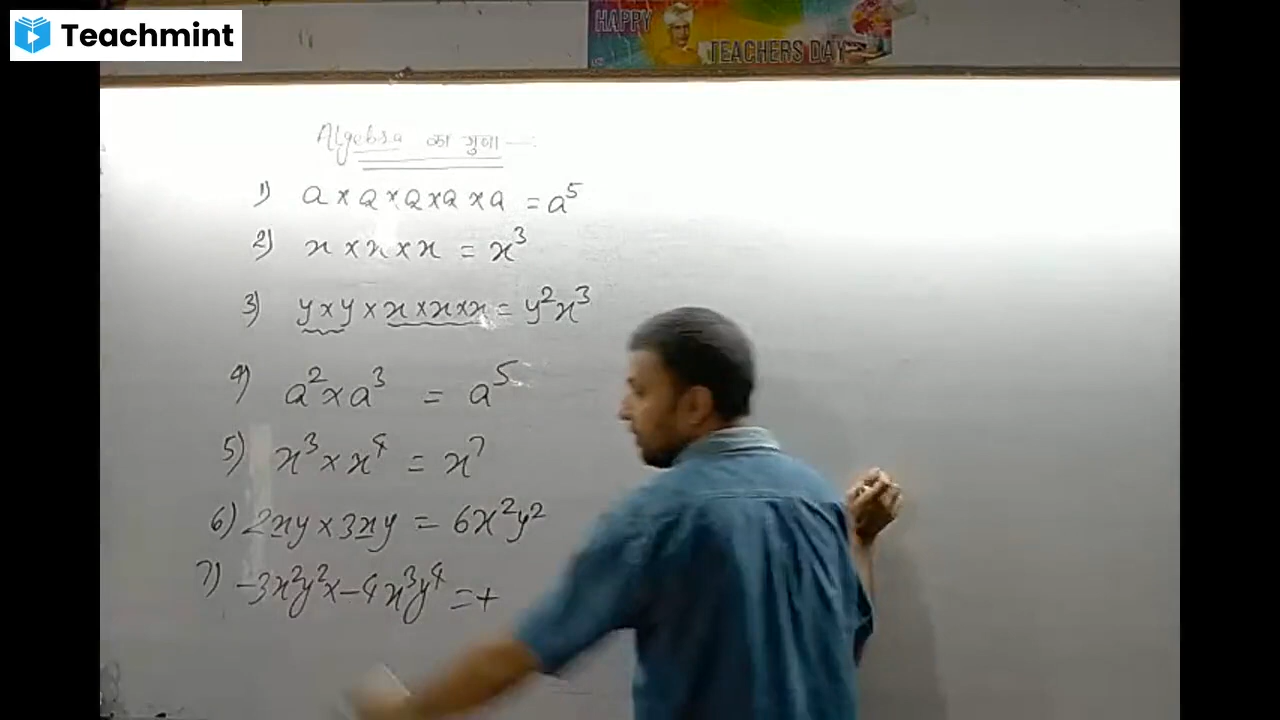 Teachmint
HAPPY
TEACHERS DAY
Algebra का गुना
1) a × a × a × a × a = a⁵
2) x × x × x = x³
3) y × y × x × x × x = y²x³
4) a² × a³ = a⁵
5) x³ × x⁴ = x⁷
6) 2xy × 3xy = 6x²y²
7) -3x²y² × -4x³y⁴ = +